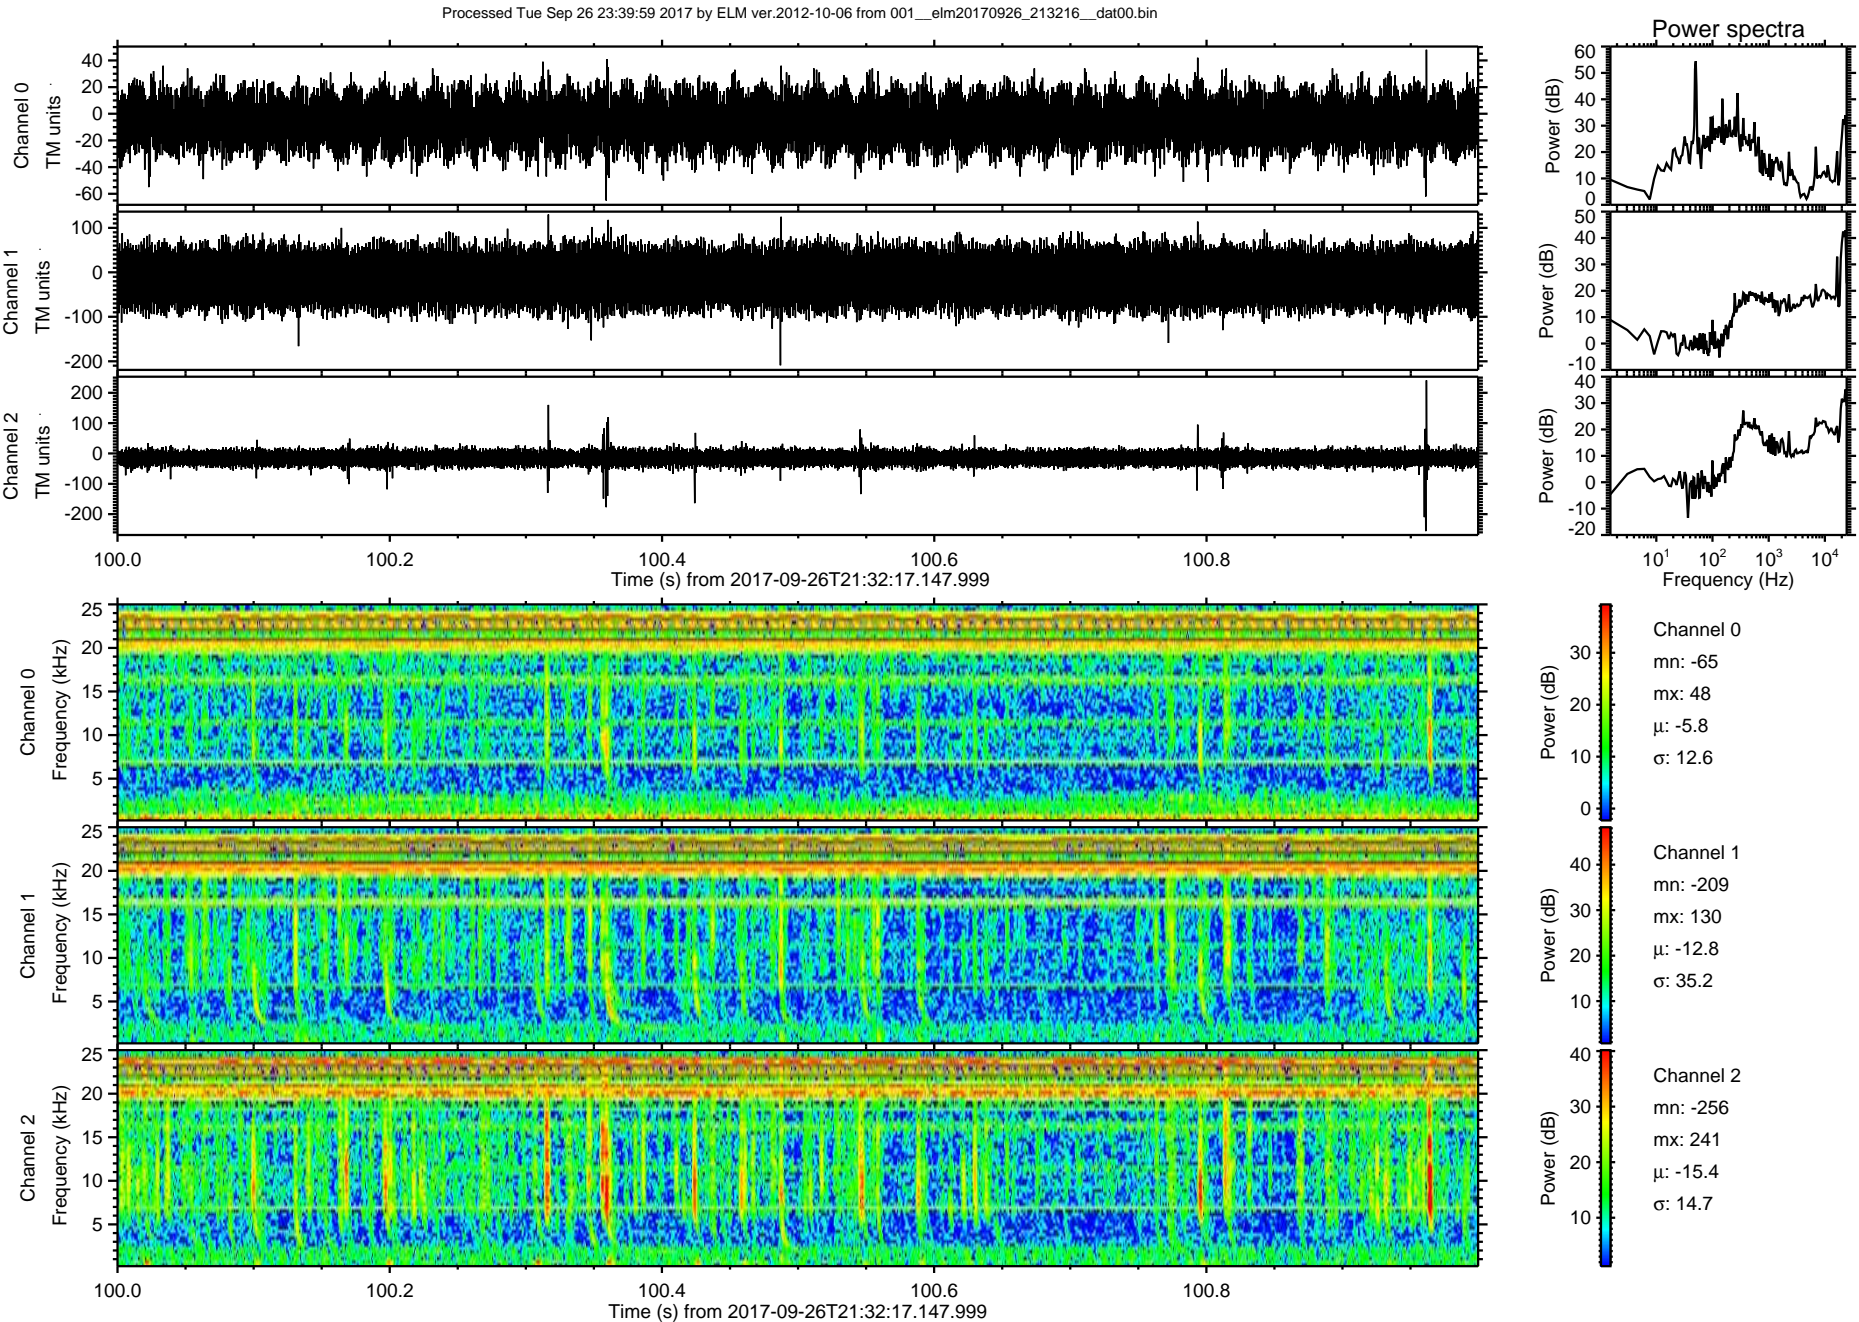 Processed Tue Sep 26 23:39:59 2017 by ELM ver.2012-10-06 from 001__elm20170926_213216__dat00.bin
Power spectra
Channel 0
TM units
40
20
0
-20
-40
-60
Power (dB)
60
50
40
30
20
10
0
Channel 1
TM units
100
0
-100
-200
Power (dB)
50
40
30
20
10
0
-10
Channel 2
TM units
200
100
0
-100
-200
Power (dB)
40
30
20
10
0
-10
-20
100.0 100.2 100.4 100.6 100.8
Time (s) from 2017-09-26T21:32:17.147.999
10¹ 10² 10³ 10⁴
Frequency (Hz)
Channel 0
Frequency (kHz)
25
20
15
10
5
Power (dB)
30
20
10
0
Channel 0
mn: -65
mx: 48
μ: -5.8
σ: 12.6
Channel 1
Frequency (kHz)
25
20
15
10
5
Power (dB)
40
30
20
10
Channel 1
mn: -209
mx: 130
μ: -12.8
σ: 35.2
Channel 2
Frequency (kHz)
25
20
15
10
5
Power (dB)
40
30
20
10
Channel 2
mn: -256
mx: 241
μ: -15.4
σ: 14.7
100.0 100.2 100.4 100.6 100.8
Time (s) from 2017-09-26T21:32:17.147.999